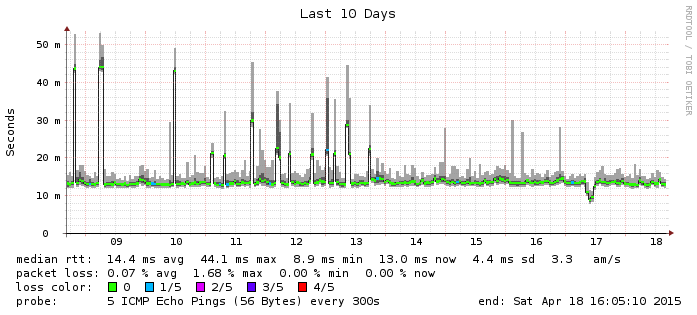 Last 10 Days
RRDTOOL / TOBI OETIKER
50 m
40 m
30 m
20 m
10 m
0
Seconds
09 10 11 12 13 14 15 16 17 18
median rtt: 14.4 ms avg 44.1 ms max 8.9 ms min 13.0 ms now 4.4 ms sd 3.3 am/s
packet loss: 0.07 % avg 1.68 % max 0.00 % min 0.00 % now
loss color: 0 1/5 2/5 3/5 4/5
probe: 5 ICMP Echo Pings (56 Bytes) every 300s end: Sat Apr 18 16:05:10 2015